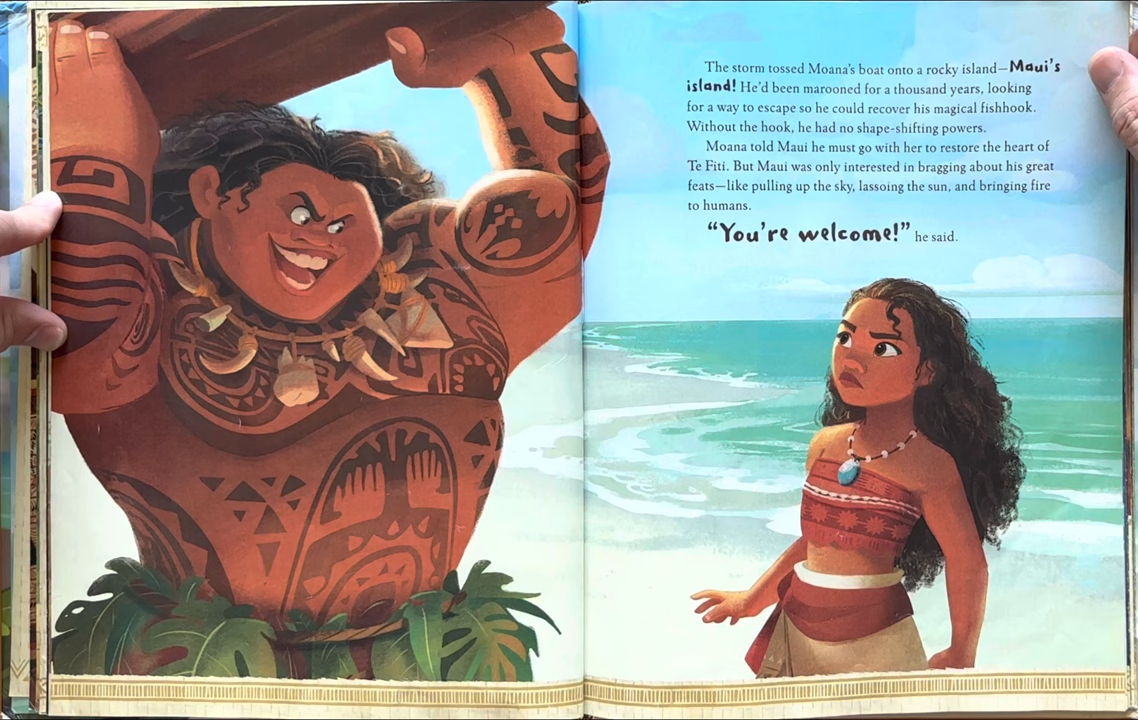 The storm tossed Moana's boat onto a rocky island—Maui's
island! He'd been marooned for a thousand years, looking
for a way to escape so he could recover his magical fishhook.
Without the hook, he had no shape-shifting powers.
Moana told Maui he must go with her to restore the heart of
Te Fiti. But Maui was only interested in bragging about his great
feats—like pulling up the sky, lassoing the sun, and bringing fire
to humans.
“You're welcome!” he said.